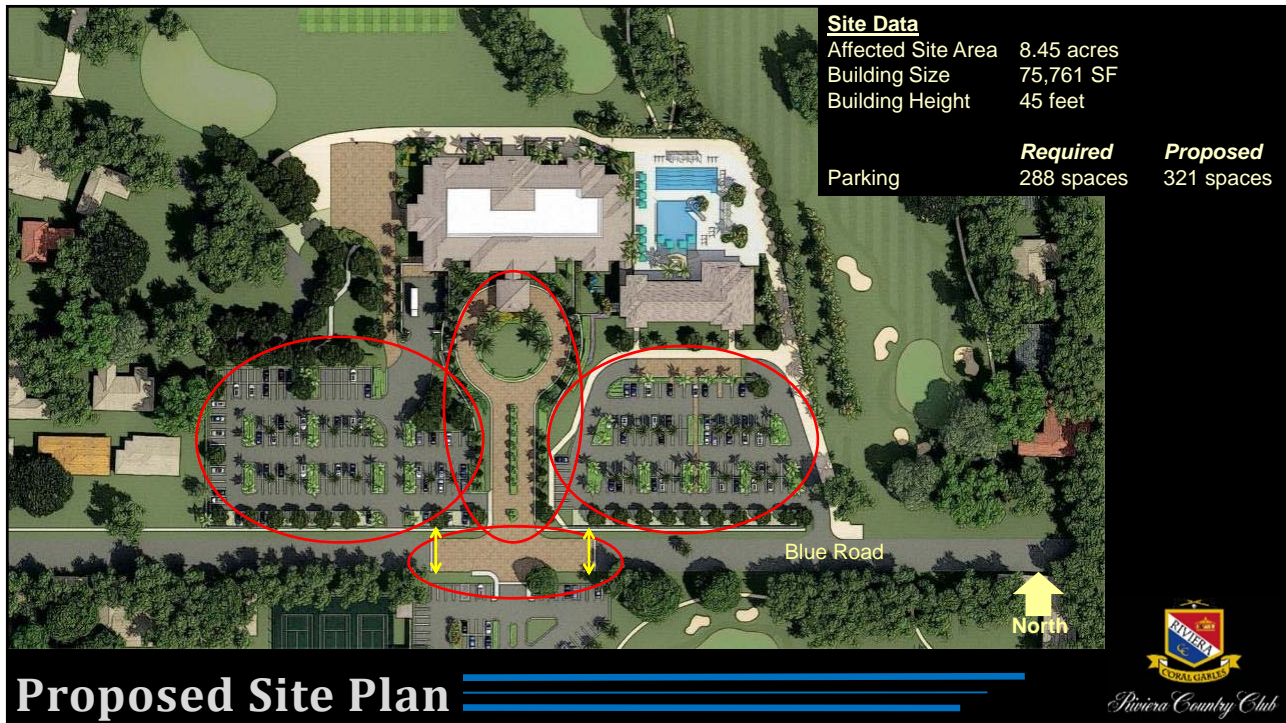 Site Data
Affected Site Area 8.45 acres
Building Size 75,761 SF
Building Height 45 feet
Required Proposed
Parking 288 spaces 321 spaces
Blue Road
North
Proposed Site Plan
RIVIERA
CC
CORAL GABLES
Riviera Country Club